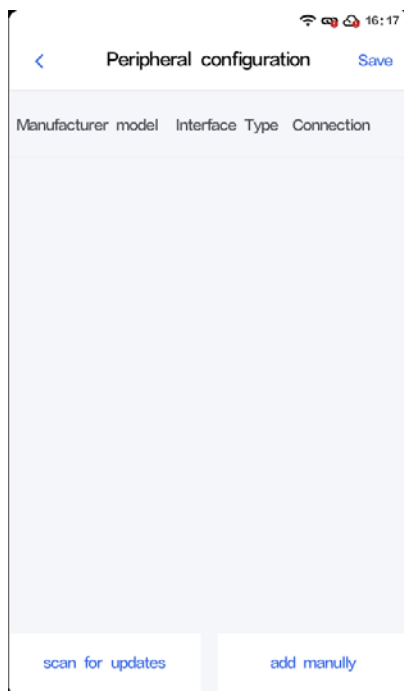 16:17
Peripheral configuration Save
Manufacturer model Interface Type Connection
scan for updates add manully